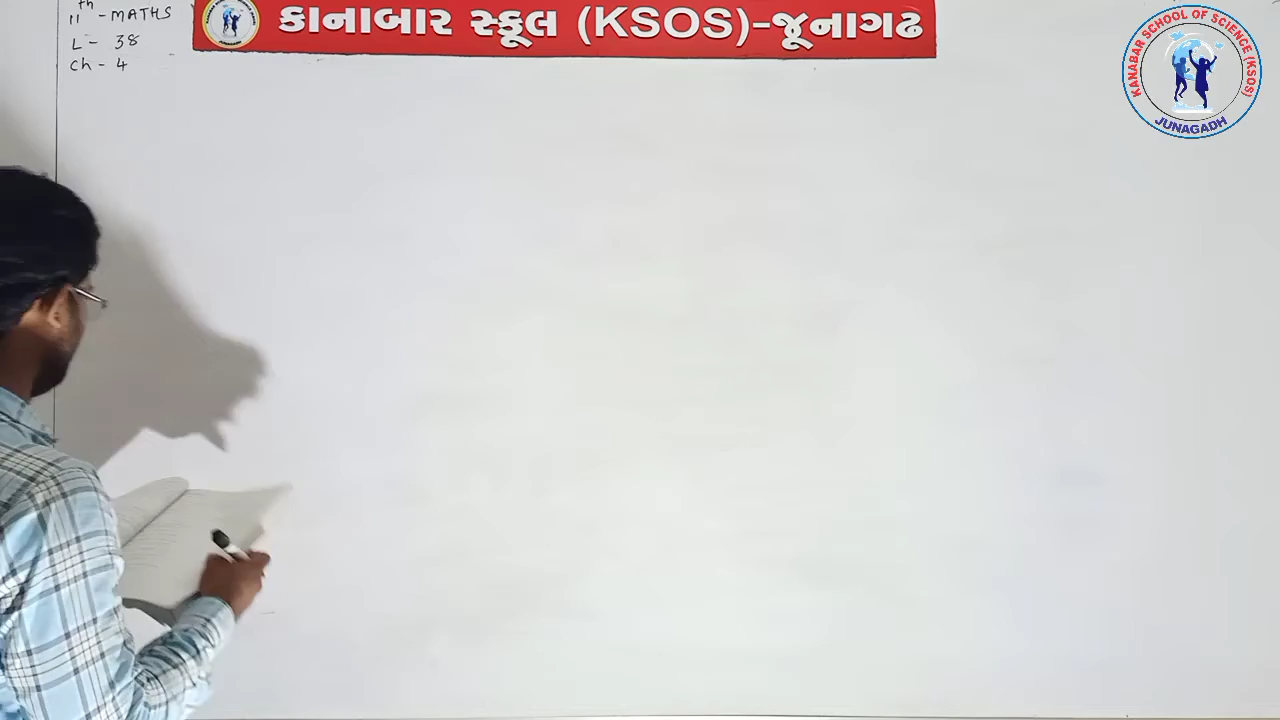 11th - MATHS
L - 38
Ch - 4
કાનાબાર સ્કૂલ (KSOS)-જૂનાગઢ
KANABAR SCHOOL OF SCIENCE (KSOS)
JUNAGADH